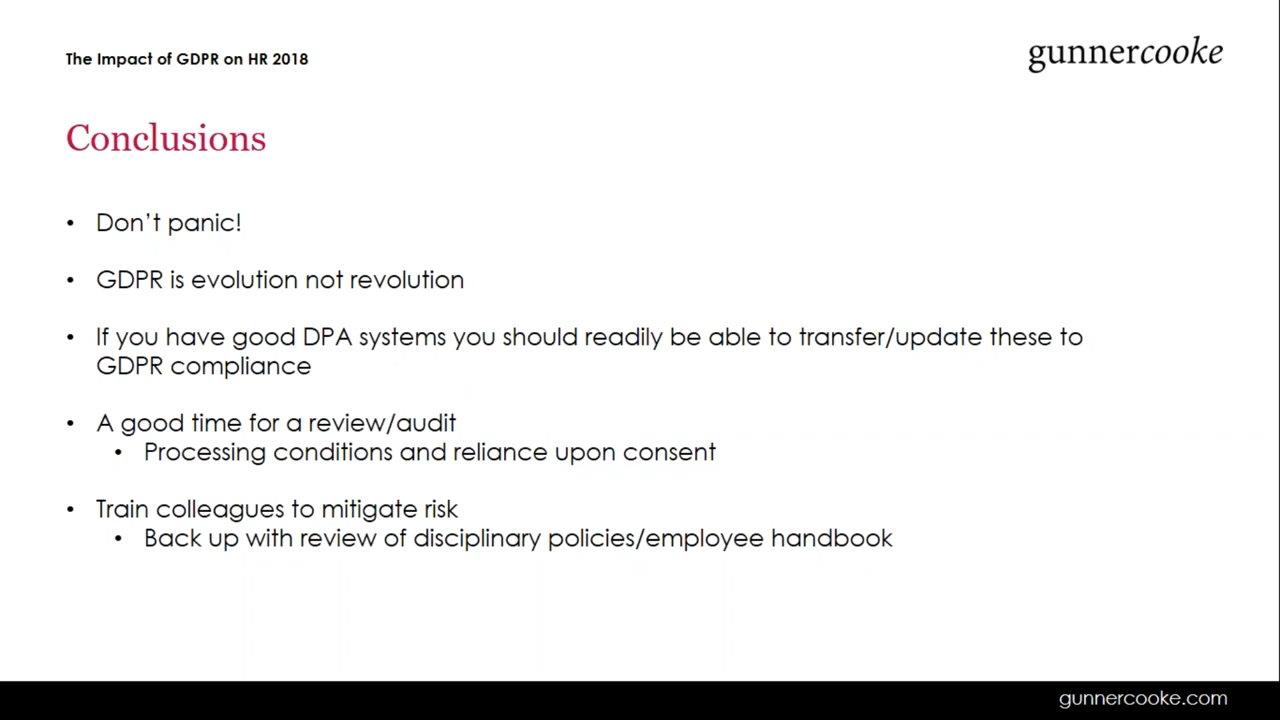 The Impact of GDPR on HR 2018
gunnercooke
Conclusions
• Don’t panic!
• GDPR is evolution not revolution
• If you have good DPA systems you should readily be able to transfer/update these to
GDPR compliance
• A good time for a review/audit
• Processing conditions and reliance upon consent
• Train colleagues to mitigate risk
• Back up with review of disciplinary policies/employee handbook
gunnercooke.com